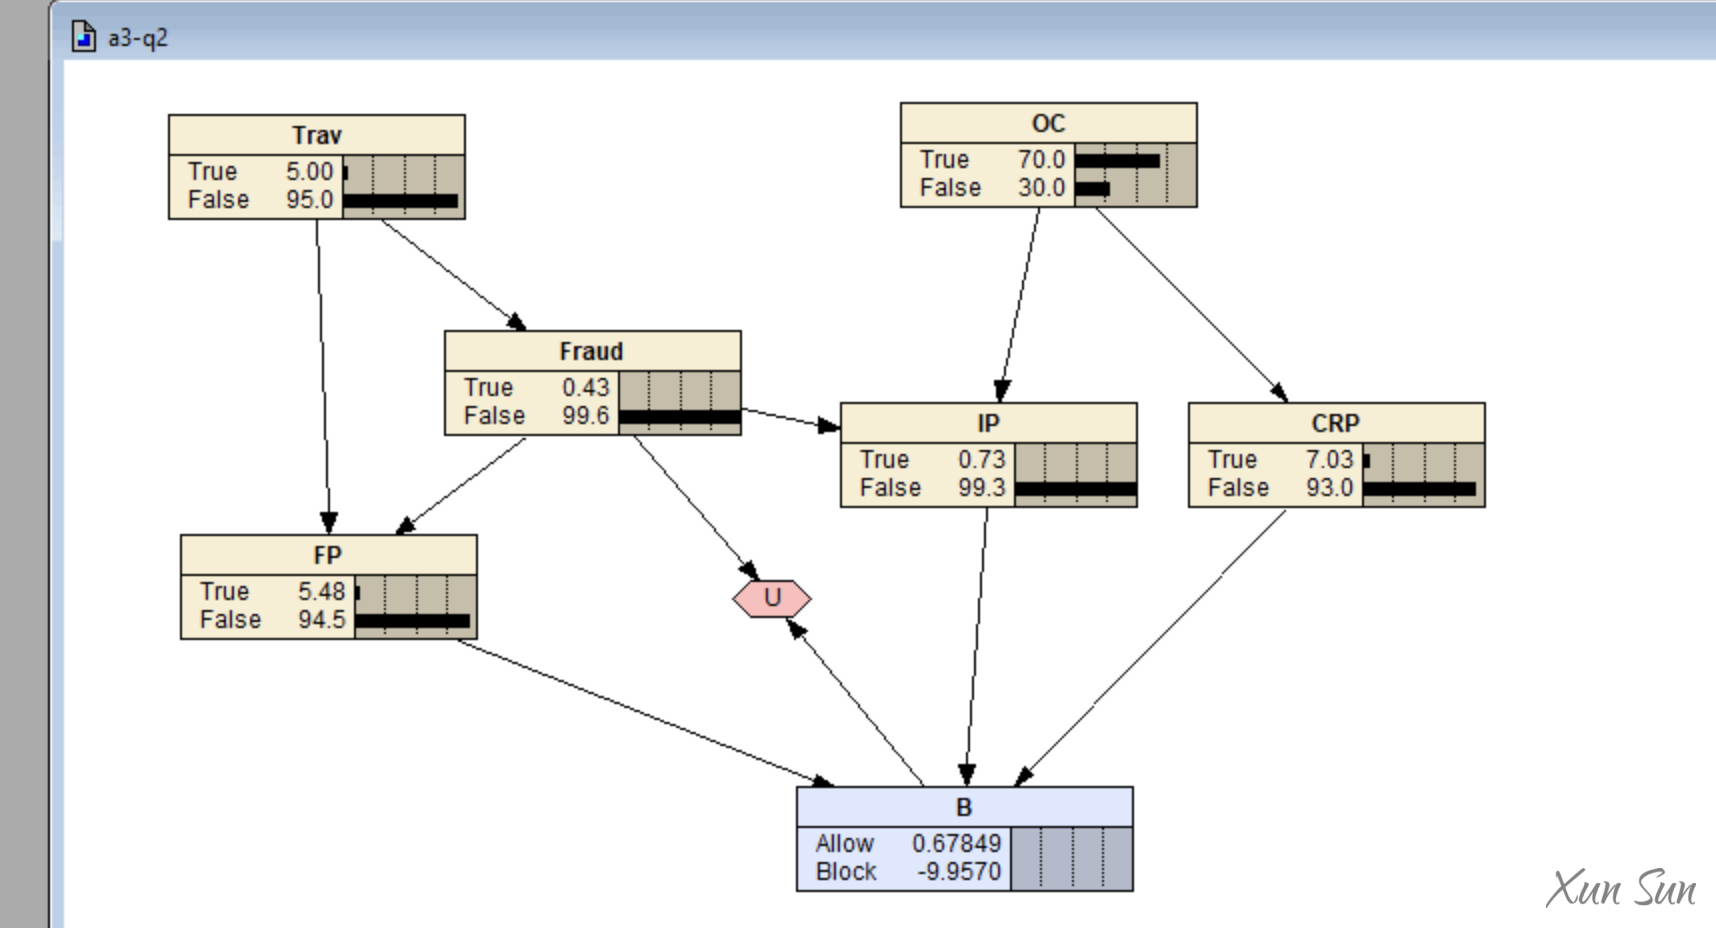 a3-q2
Trav
True 5.00
False 95.0
OC
True 70.0
False 30.0
Fraud
True 0.43
False 99.6
IP
True 0.73
False 99.3
CRP
True 7.03
False 93.0
FP
True 5.48
False 94.5
U
B
Allow 0.67849
Block -9.9570
Xun Sun